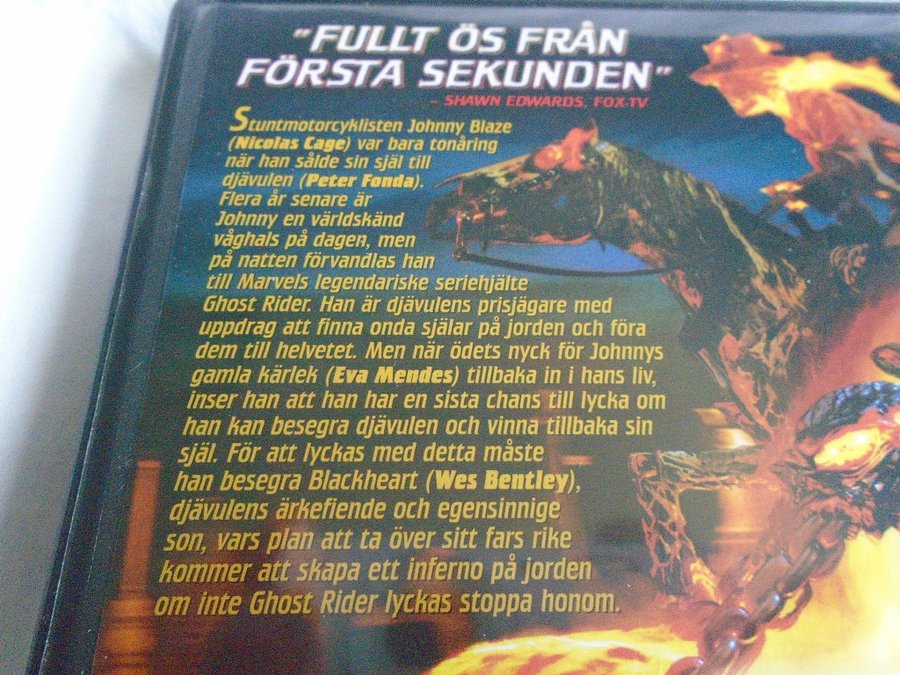 "FULLT ÖS FRÅN
FÖRSTA SEKUNDEN"
– SHAWN EDWARDS, FOX-TV
Stuntmotorcyklisten Johnny Blaze
(Nicolas Cage) var bara tonåring
när han sålde sin själ till
djävulen (Peter Fonda).
Flera år senare är
Johnny en världskänd
våghals på dagen, men
på natten förvandlas han
till Marvels legendariske seriehjälte
Ghost Rider. Han är djävulens prisjägare med
uppdrag att finna onda själar på jorden och föra
dem till helvetet. Men när ödets nyck för Johnnys
gamla kärlek (Eva Mendes) tillbaka in i hans liv,
inser han att han har en sista chans till lycka om
han kan besegra djävulen och vinna tillbaka sin
själ. För att lyckas med detta måste
han besegra Blackheart (Wes Bentley),
djävulens ärkefiende och egensinnige
son, vars plan att ta över sitt fars rike
kommer att skapa ett inferno på jorden
om inte Ghost Rider lyckas stoppa honom.